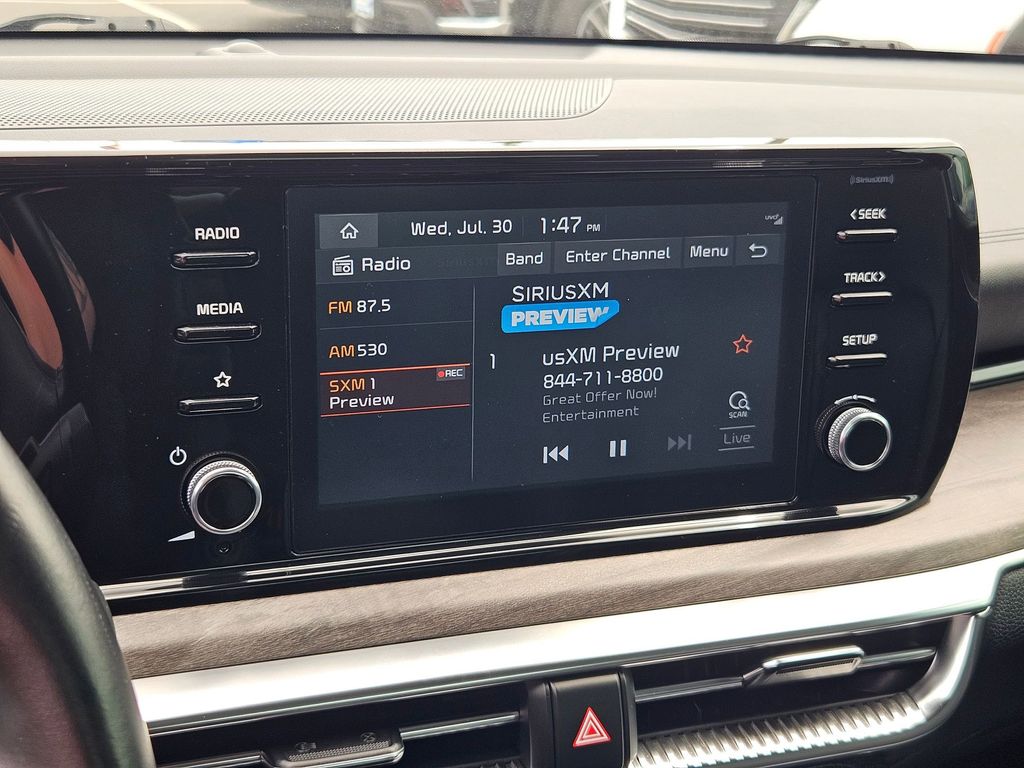 ((SiriusXM))
RADIO
MEDIA
<SEEK
TRACK>
SETUP
Wed, Jul. 30 1:47 PM
UVO
Radio
Band
Enter Channel
Menu
FM 87.5
AM 530
SXM 1
REC
Preview
SIRIUSXM
PREVIEW
1
usXM Preview
844-711-8800
Great Offer Now!
Entertainment
SCAN
Live